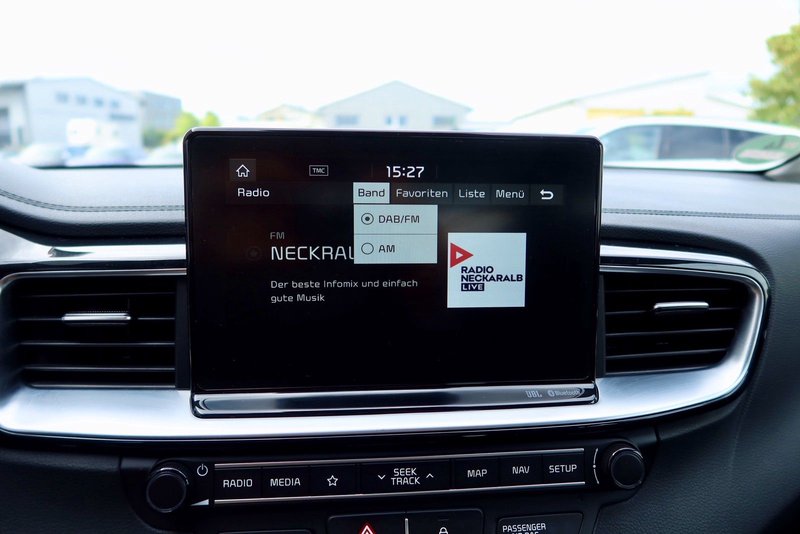 TMC 15:27
Radio Band Favoriten Liste Menü
DAB/FM
AM
FM
NECKRAL
Der beste Infomix und einfach
gute Musik
RADIO
NECKARALB
LIVE
JBL Bluetooth
RADIO MEDIA SEEK TRACK MAP NAV SETUP
PASSENGER